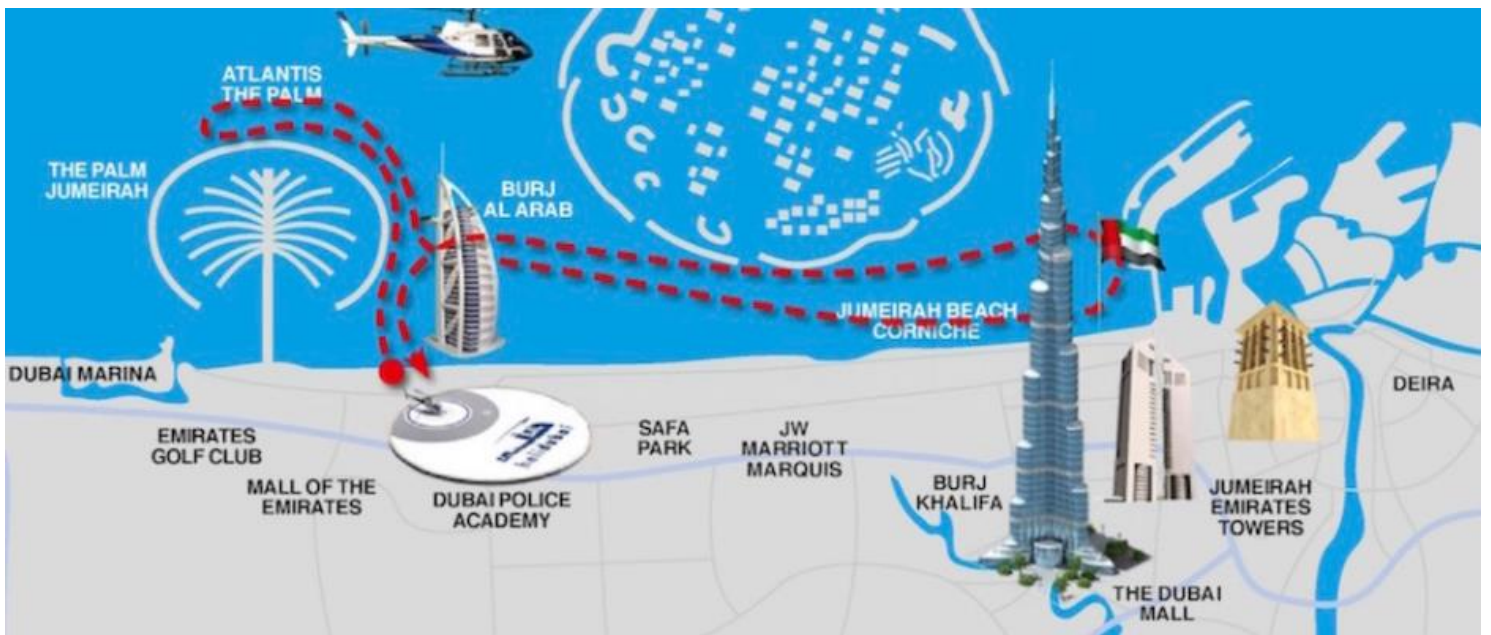 ATLANTIS
THE PALM
THE PALM
JUMEIRAH
BURJ
AL ARAB
JUMEIRAH BEACH
CORNICHE
DUBAI MARINA
DEIRA
EMIRATES
GOLF CLUB
SAFA
PARK
JW
MARRIOTT
MARQUIS
helidubai
MALL OF THE
EMIRATES
DUBAI POLICE
ACADEMY
BURJ
KHALIFA
JUMEIRAH
EMIRATES
TOWERS
THE DUBAI
MALL